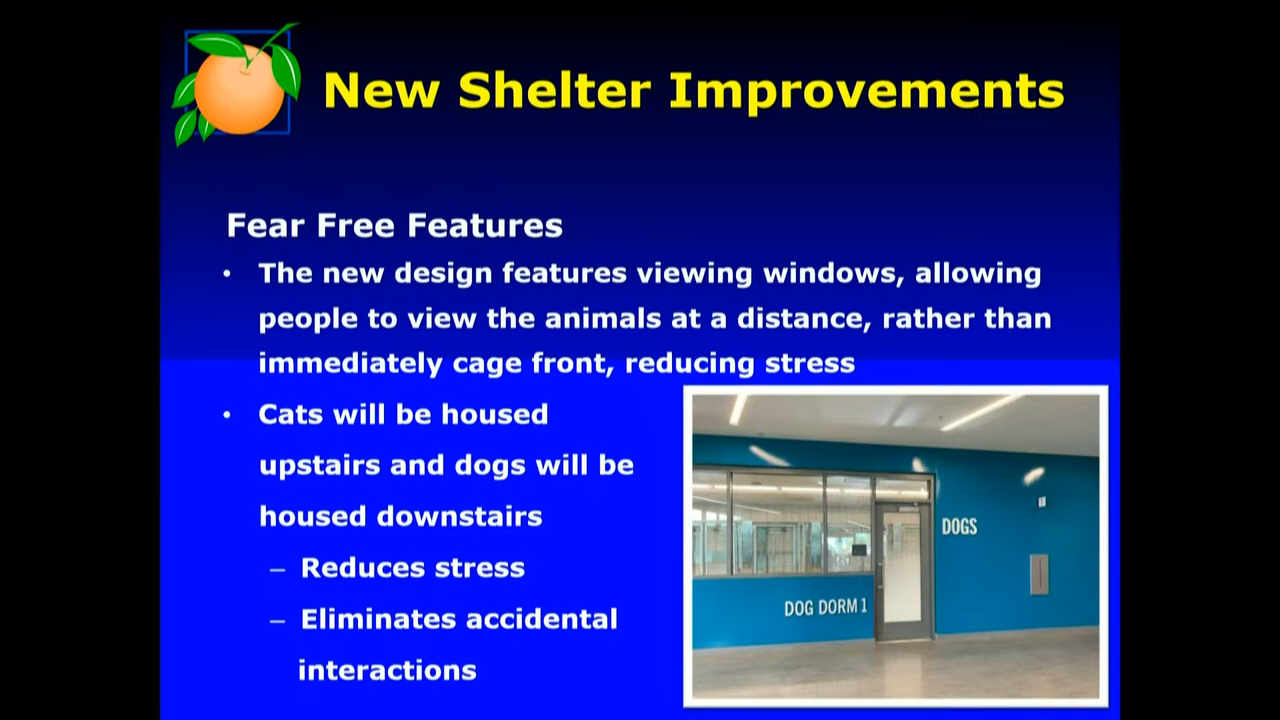 New Shelter Improvements
Fear Free Features
• The new design features viewing windows, allowing
people to view the animals at a distance, rather than
immediately cage front, reducing stress
• Cats will be housed
upstairs and dogs will be
housed downstairs
– Reduces stress
– Eliminates accidental
interactions
DOGS
DOG DORM 1